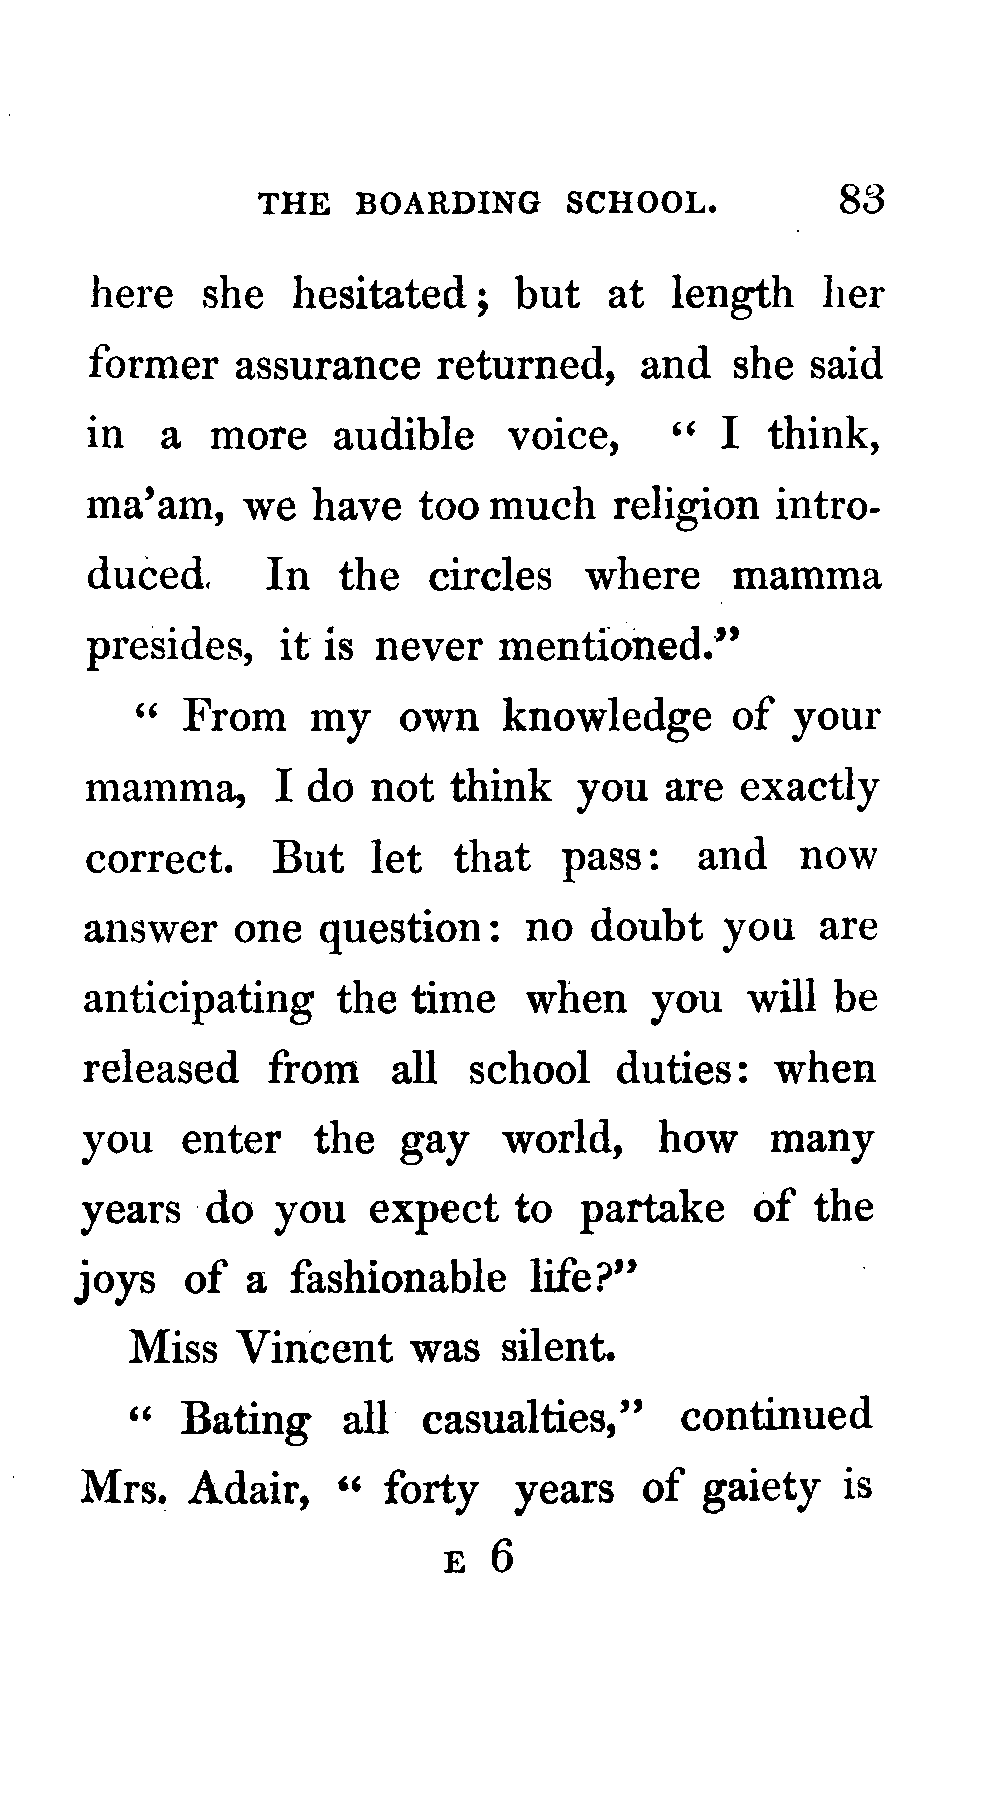 THE BOARDING SCHOOL. 83
here she hesitated; but at length her
former assurance returned, and she said
in a more audible voice, “ I think,
ma’am, we have too much religion intro-
duced. In the circles where mamma
presides, it is never mentioned.”
“ From my own knowledge of your
mamma, I do not think you are exactly
correct. But let that pass: and now
answer one question: no doubt you are
anticipating the time when you will be
released from all school duties: when
you enter the gay world, how many
years do you expect to partake of the
joys of a fashionable life?”
Miss Vincent was silent.
“ Bating all casualties,” continued
Mrs. Adair, “ forty years of gaiety is
E 6